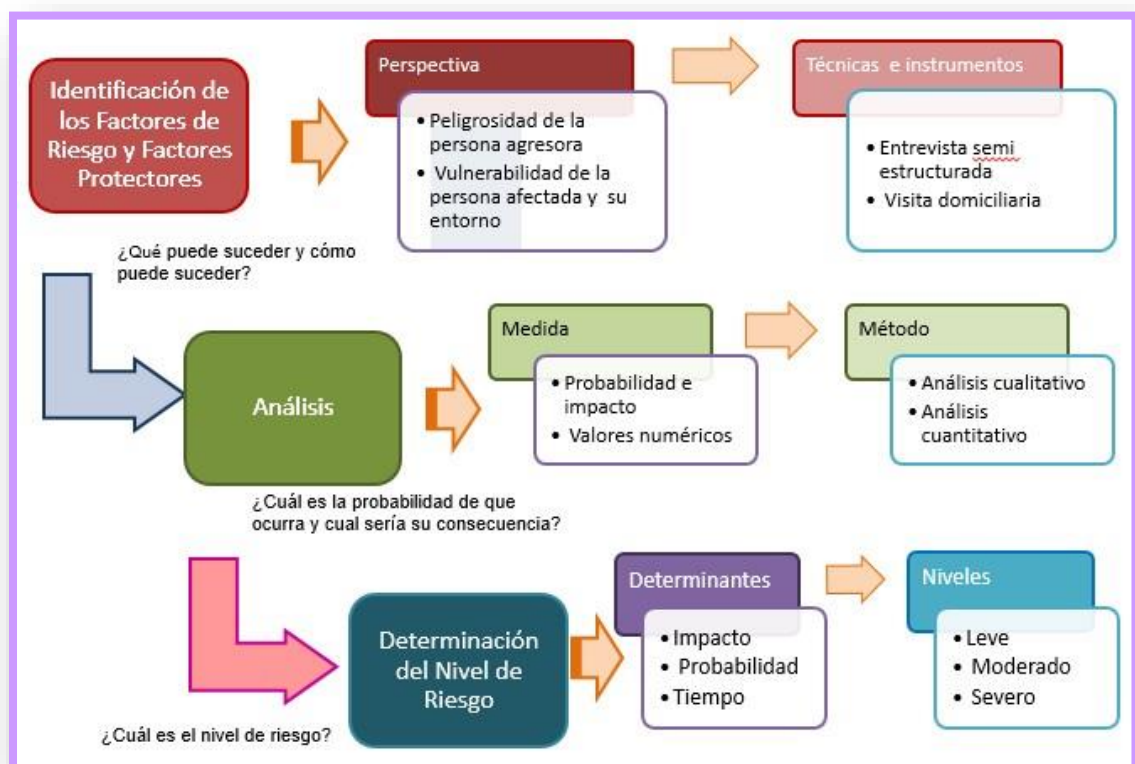 Identificación de
los Factores de
Riesgo y Factores
Protectores
Perspectiva
• Peligrosidad de la
persona agresora
• Vulnerabilidad de la
persona afectada y su
entorno
Técnicas e instrumentos
• Entrevista semi
estructurada
• Visita domiciliaria
¿Qué puede suceder y cómo
puede suceder?
Análisis
Medida
• Probabilidad e
impacto
• Valores numéricos
Método
• Análisis cualitativo
• Análisis
cuantitativo
¿Cuál es la probabilidad de que
ocurra y cual sería su consecuencia?
Determinación
del Nivel de
Riesgo
Determinantes
• Impacto
• Probabilidad
• Tiempo
Niveles
• Leve
• Moderado
• Severo
¿Cuál es el nivel de riesgo?